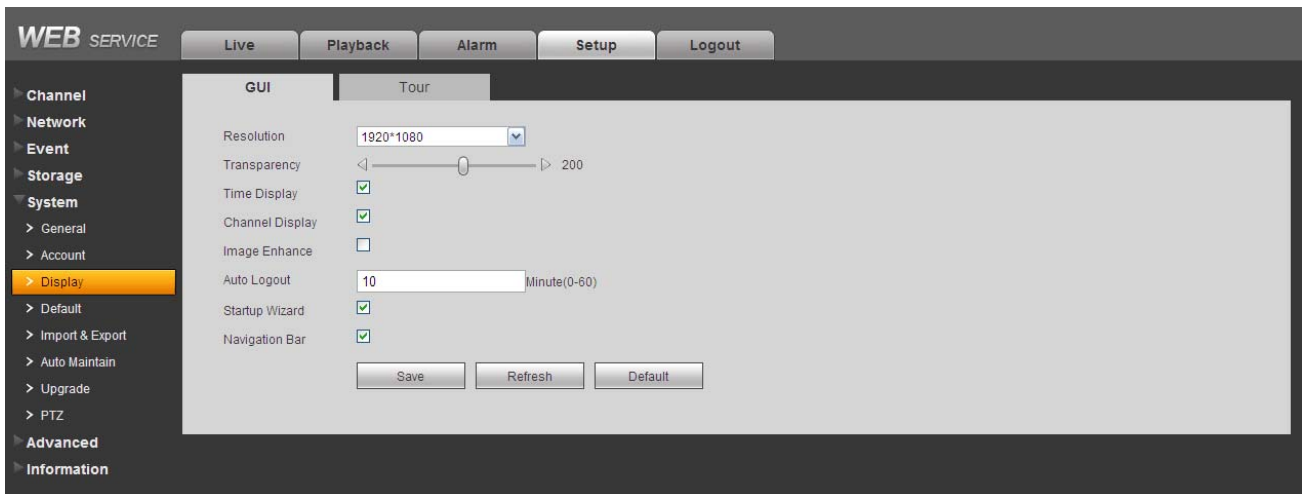 WEB SERVICE
Live Playback Alarm Setup Logout
Channel
Network
Event
Storage
System
> General
> Account
> Display
> Default
> Import & Export
> Auto Maintain
> Upgrade
> PTZ
Advanced
Information
GUI Tour
Resolution 1920*1080
Transparency 200
Time Display
Channel Display
Image Enhance
Auto Logout 10 Minute(0-60)
Startup Wizard
Navigation Bar
Save Refresh Default